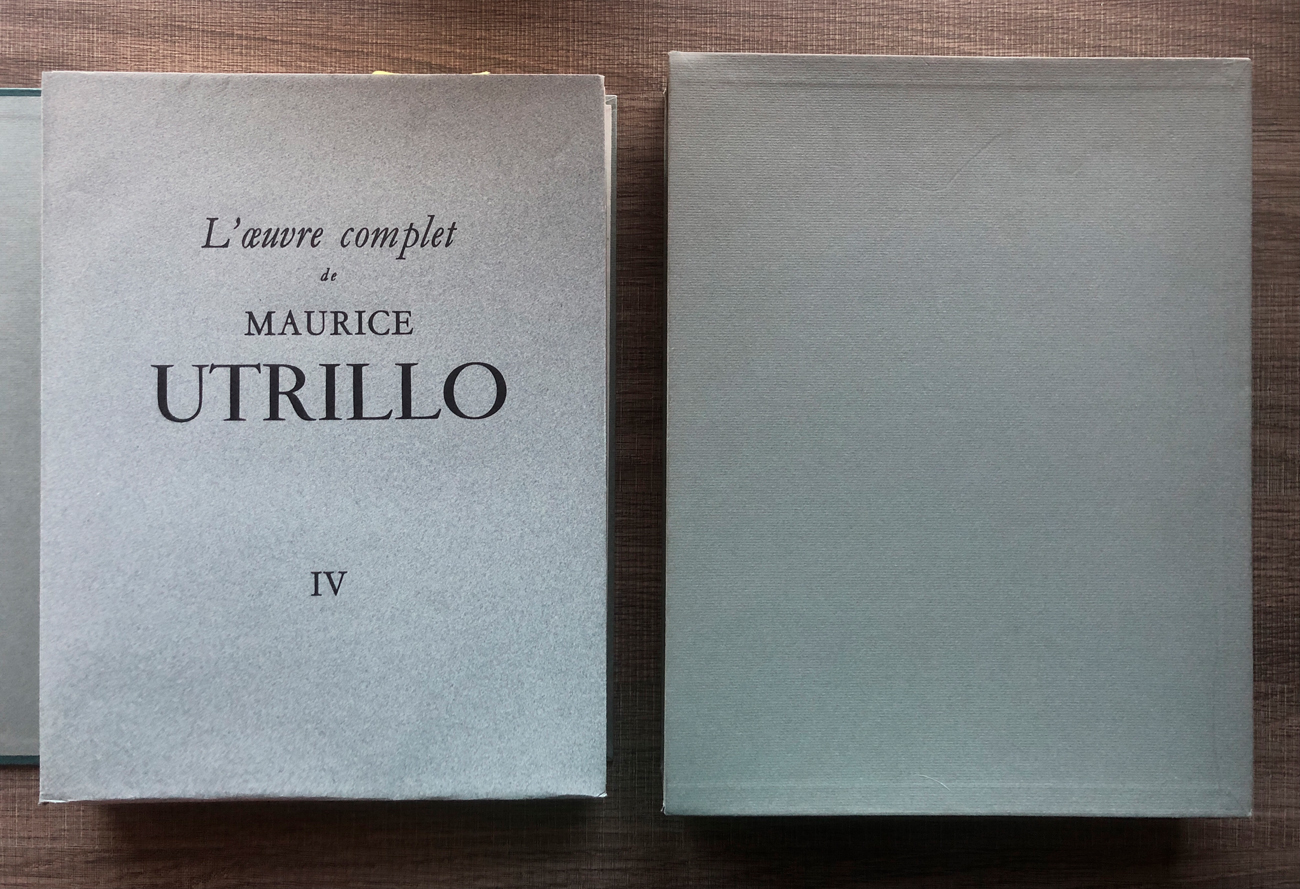 L'œuvre complet
de
MAURICE
UTRILLO
IV